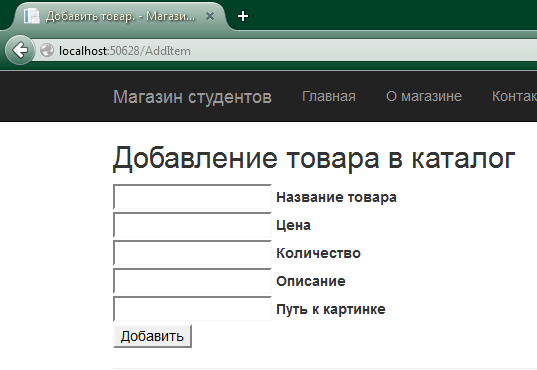 Добавить товар. - Магази...
localhost:50628/AddItem
Магазин студентов Главная О магазине Контак
Добавление товара в каталог
Название товара
Цена
Количество
Описание
Путь к картинке
Добавить